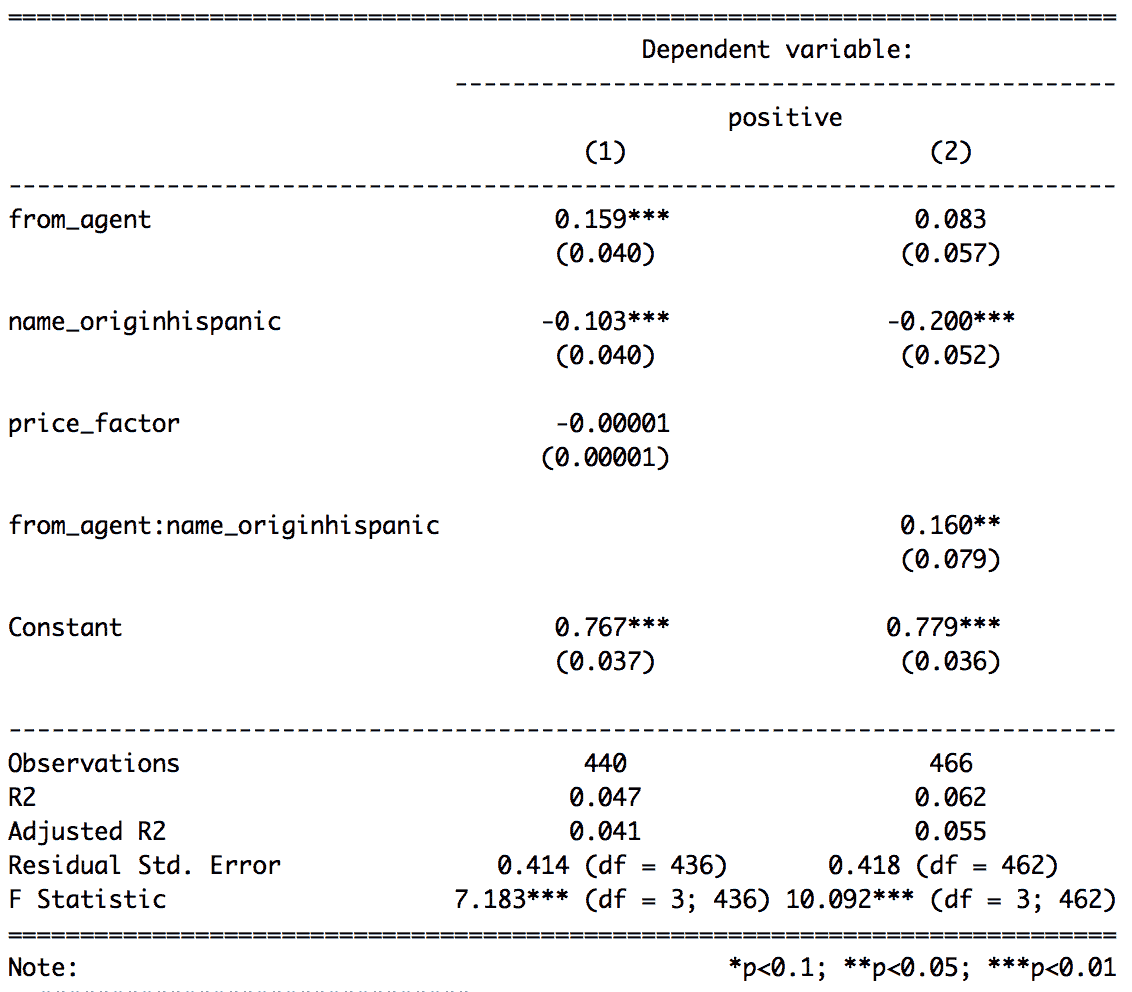 Dependent variable:
positive
(1) (2)
from_agent 0.159*** 0.083
(0.040) (0.057)
name_originhispanic -0.103*** -0.200***
(0.040) (0.052)
price_factor -0.00001
(0.00001)
from_agent:name_originhispanic 0.160**
(0.079)
Constant 0.767*** 0.779***
(0.037) (0.036)
Observations 440 466
R2 0.047 0.062
Adjusted R2 0.041 0.055
Residual Std. Error 0.414 (df = 436) 0.418 (df = 462)
F Statistic 7.183*** (df = 3; 436) 10.092*** (df = 3; 462)
Note: *p<0.1; **p<0.05; ***p<0.01